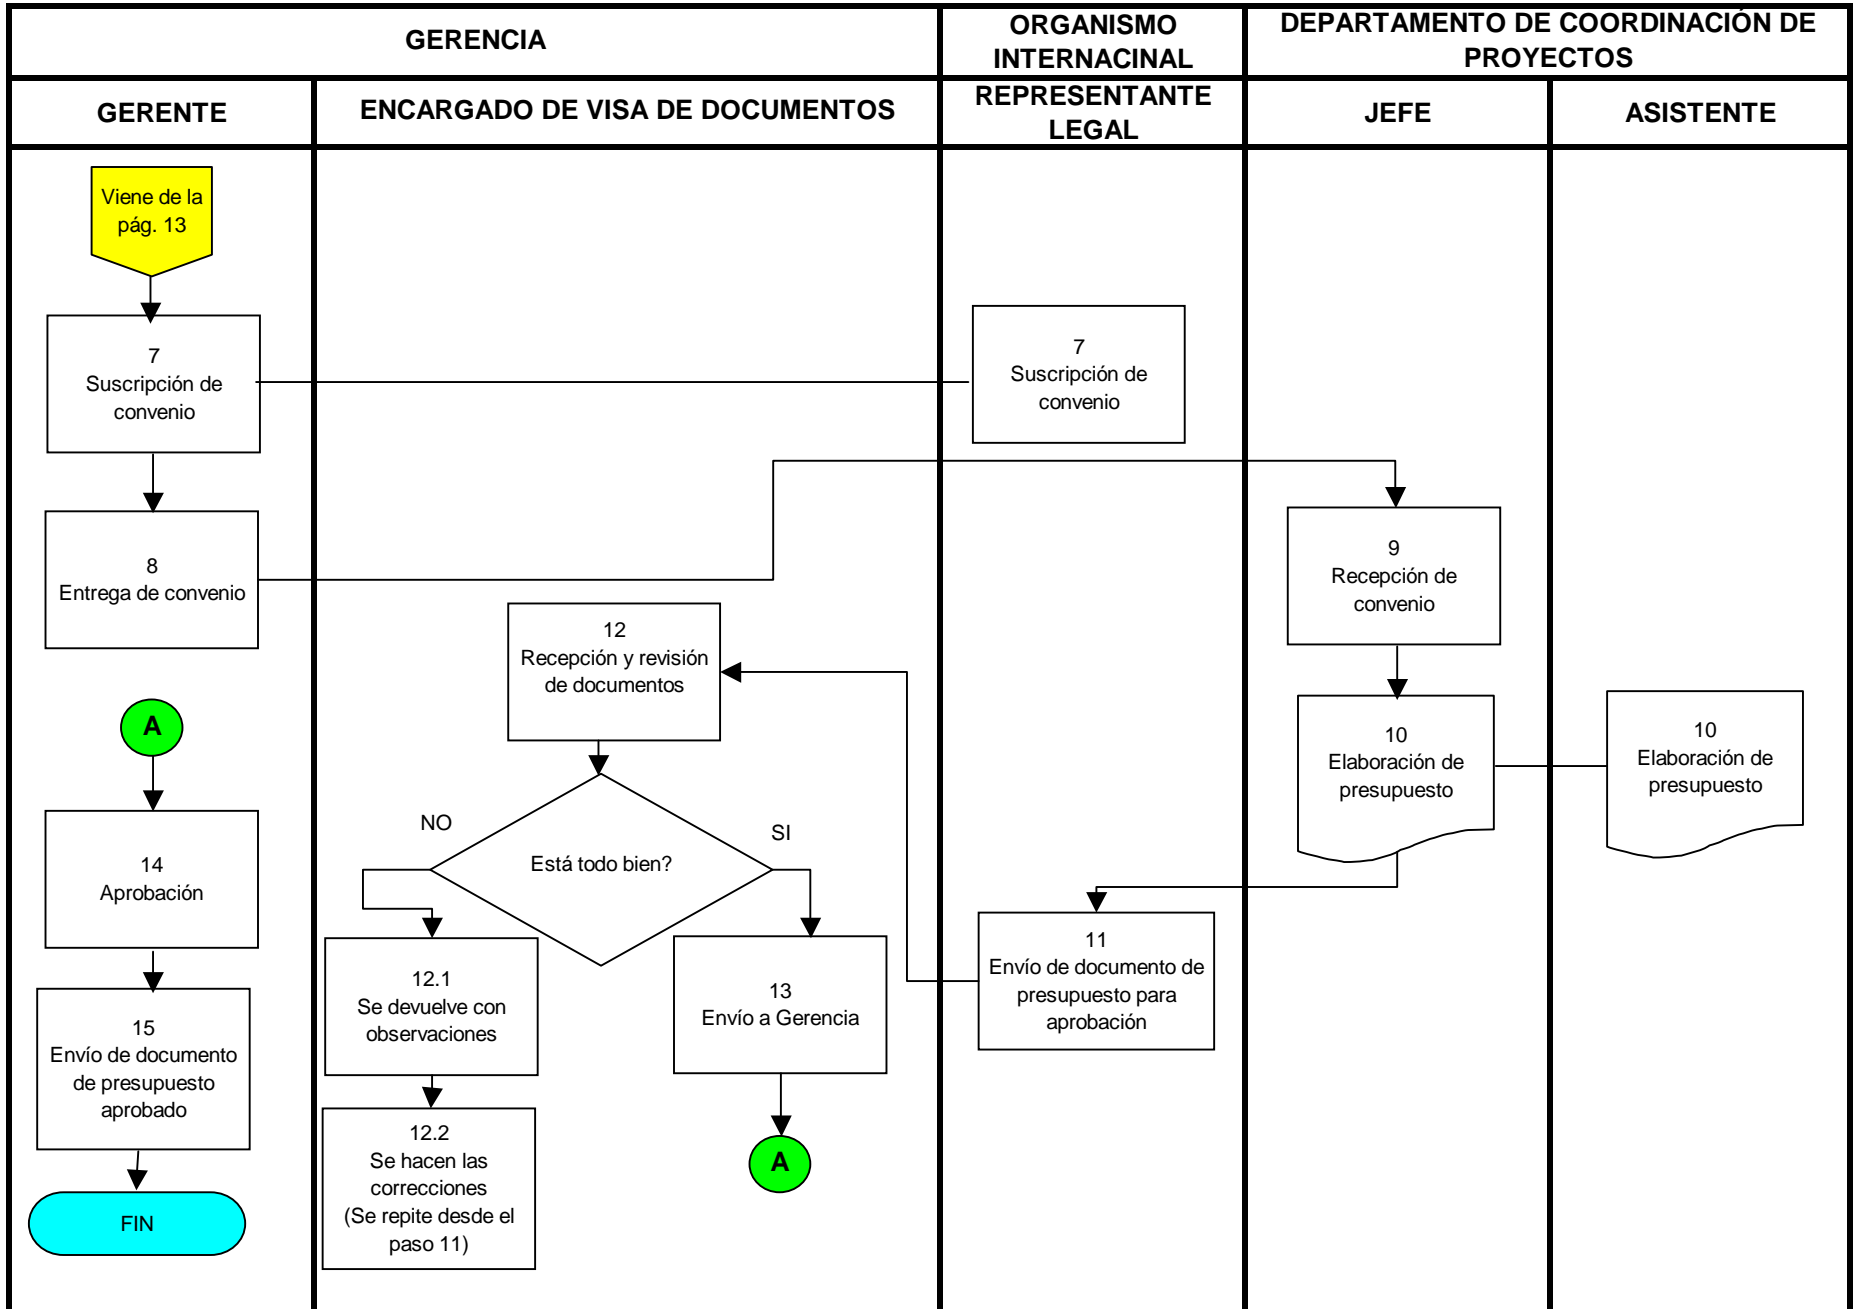 GERENCIA
ORGANISMO
INTERNACINAL
DEPARTAMENTO DE COORDINACIÓN DE
PROYECTOS
GERENTE
ENCARGADO DE VISA DE DOCUMENTOS
REPRESENTANTE
LEGAL
JEFE
ASISTENTE
Viene de la
pág. 13
7
Suscripción de
convenio
7
Suscripción de
convenio
8
Entrega de convenio
9
Recepción de
convenio
12
Recepción y revisión
de documentos
10
Elaboración de
presupuesto
10
Elaboración de
presupuesto
A
14
Aprobación
NO
SI
Está todo bien?
11
Envío de documento de
presupuesto para
aprobación
12.1
Se devuelve con
observaciones
13
Envío a Gerencia
15
Envío de documento
de presupuesto
aprobado
12.2
Se hacen las
correcciones
(Se repite desde el
paso 11)
A
FIN